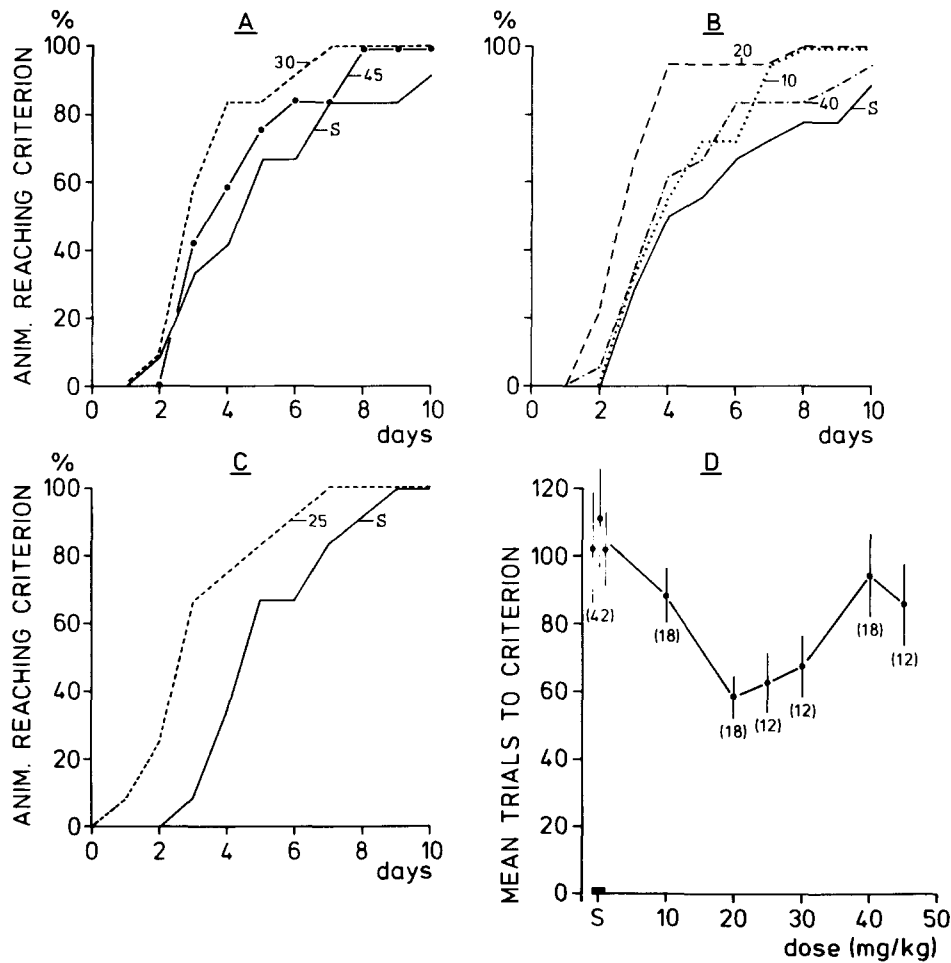 %
A
100
80
60
40
20
0
ANIM. REACHING CRITERION
30
45
S
0 2 4 6 8 10
days
%
B
100
0
20
10
40
S
0 2 4 6 8 10
days
%
C
100
80
60
40
20
0
ANIM. REACHING CRITERION
25
S
0 2 4 6 8 10
days
D
120
100
80
60
40
20
0
MEAN TRIALS TO CRITERION
(42)
(18)
(18)
(12)
(12)
(18)
(12)
S 10 20 30 40 50
dose (mg/kg)